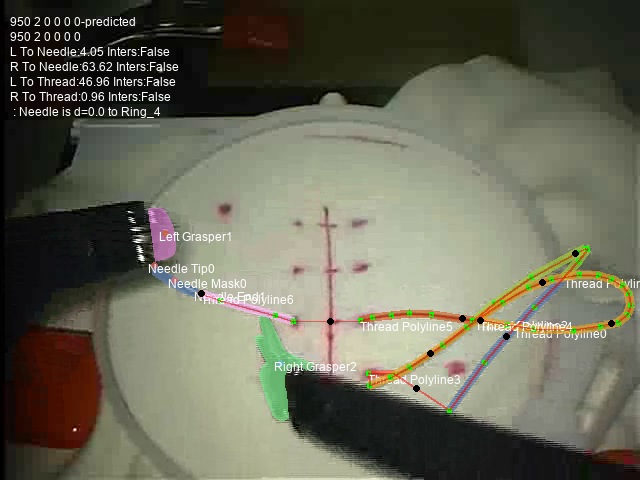 950 2 0 0 0 0-predicted
950 2 0 0 0 0
L To Needle:4.05 Inters:False
R To Needle:63.62 Inters:False
L To Thread:46.96 Inters:False
R To Thread:0.96 Inters:False
: Needle is d=0.0 to Ring_4
Left Grasper1
Needle Tip0
Needle Mask0
Thread Polyline6
Thread Polyline5
Thread Polyline0
Right Grasper2
Thread Polyline3